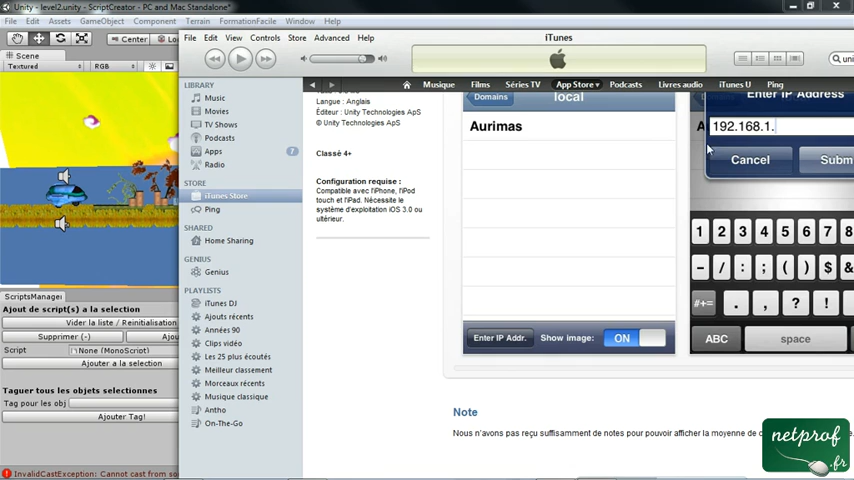 Unity - level2.unity - ScriptCreator - PC and Mac Standalone*
File Edit Assets GameObject Component Terrain FormationFacile Window Help
Center
Scene
Textured RGB
iTunes
File Edit View Controls Store Advanced Help
Musique Films Séries TV App Store Podcasts Livres audio iTunes U Ping
LIBRARY
Music
Movies
TV Shows
Podcasts
Apps 7
Radio
STORE
iTunes Store
Ping
SHARED
Home Sharing
GENIUS
Genius
PLAYLISTS
iTunes DJ
Ajouts récents
Années 90
Clips vidéo
Les 25 plus écoutés
Meilleur classement
Morceaux récents
Musique classique
Antho
On-The-Go
Langue : Anglais
Éditeur : Unity Technologies ApS
© Unity Technologies ApS
Classé 4+
Configuration requise :
Compatible avec l'iPhone, l'iPod
touch et l'iPad. Nécessite le
système d'exploitation iOS 3.0 ou
ultérieur.
Domains local
Aurimas
Enter IP Addr. Show image: ON
Enter IP Address
192.168.1.
Cancel Subm
1 2 3 4 5 6 7 8
- / : ; ( ) $ &
#+= . , ? !
ABC space
Note
Nous n'avons pas reçu suffisamment de notes pour pouvoir afficher la moyenne de
ScriptsManager
Ajout de script(s) a la selection
Vider la liste / Reinitialisation
Supprimer (-) Ajou
Script None (MonoScript)
Ajouter a la selection
Taguer tous les objets selectionnes
Tag pour les obj
Ajouter Tag!
InvalidCastException: Cannot cast from so
netprof
.fr